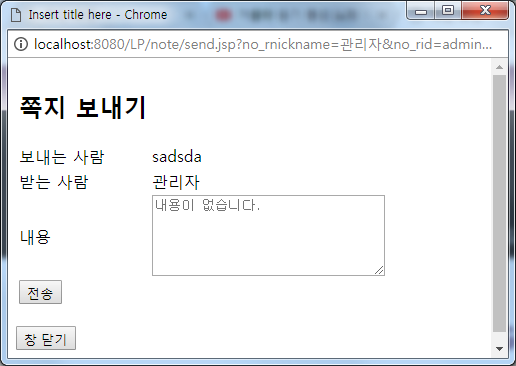 Insert title here - Chrome
localhost:8080/LP/note/send.jsp?no_rnickname=관리자&no_rid=admin...
쪽지 보내기
보내는 사람 sadsda
받는 사람 관리자
내용 내용이 없습니다.
전송
창 닫기